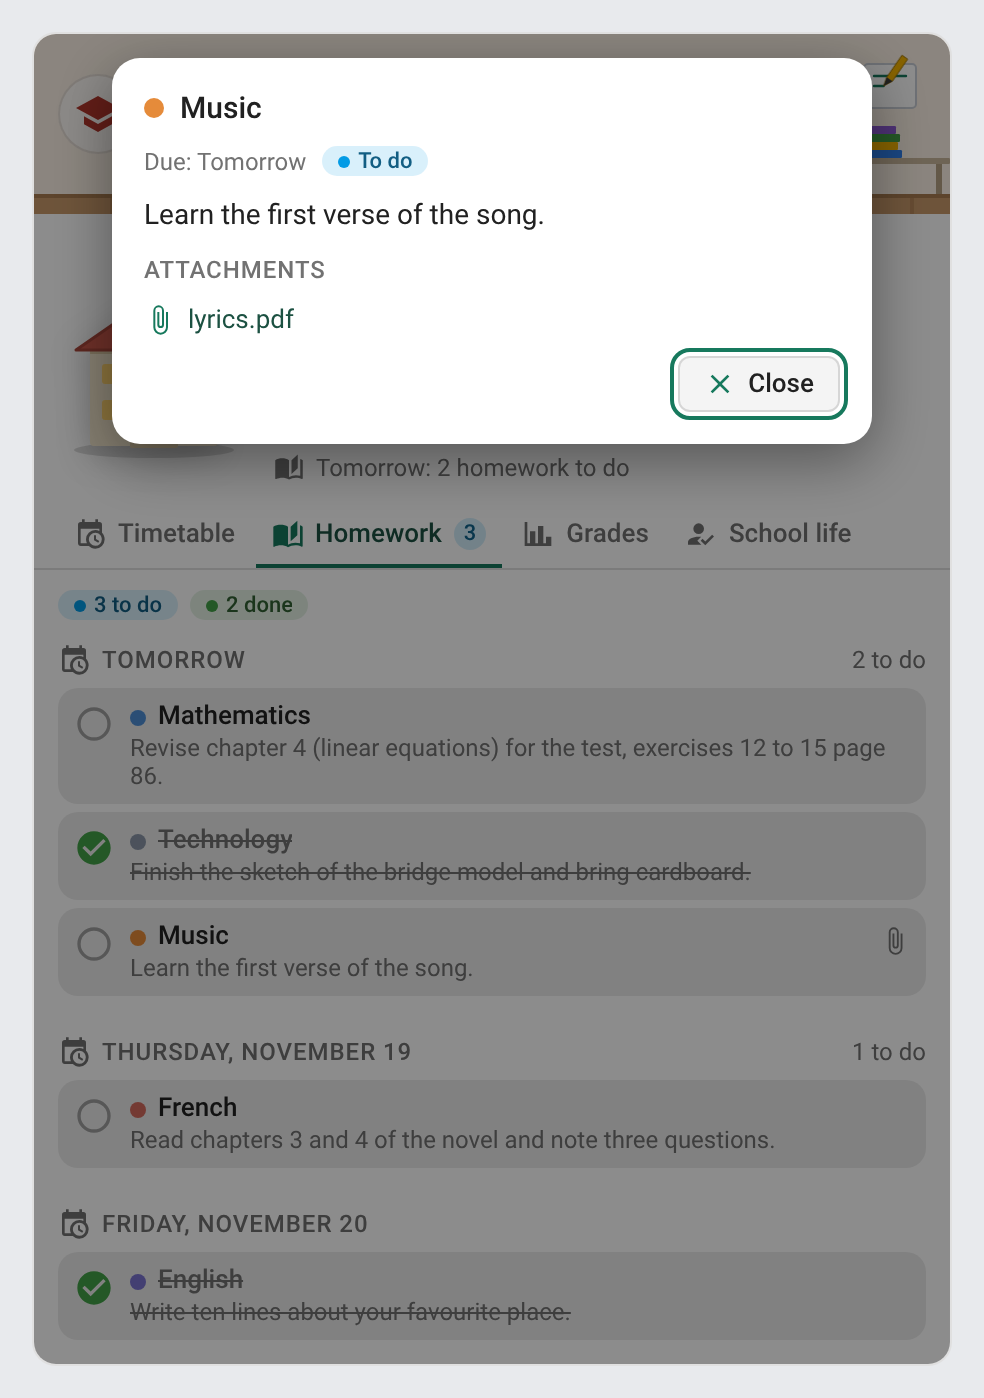 Music
Due: Tomorrow
To do
Learn the first verse of the song.
ATTACHMENTS
lyrics.pdf
Close
Tomorrow: 2 homework to do
Timetable
Homework 3
Grades
School life
3 to do
2 done
TOMORROW
2 to do
Mathematics
Revise chapter 4 (linear equations) for the test, exercises 12 to 15 page
86.
Technology
Finish the sketch of the bridge model and bring cardboard.
Music
Learn the first verse of the song.
THURSDAY, NOVEMBER 19
1 to do
French
Read chapters 3 and 4 of the novel and note three questions.
FRIDAY, NOVEMBER 20
English
Write ten lines about your favourite place.